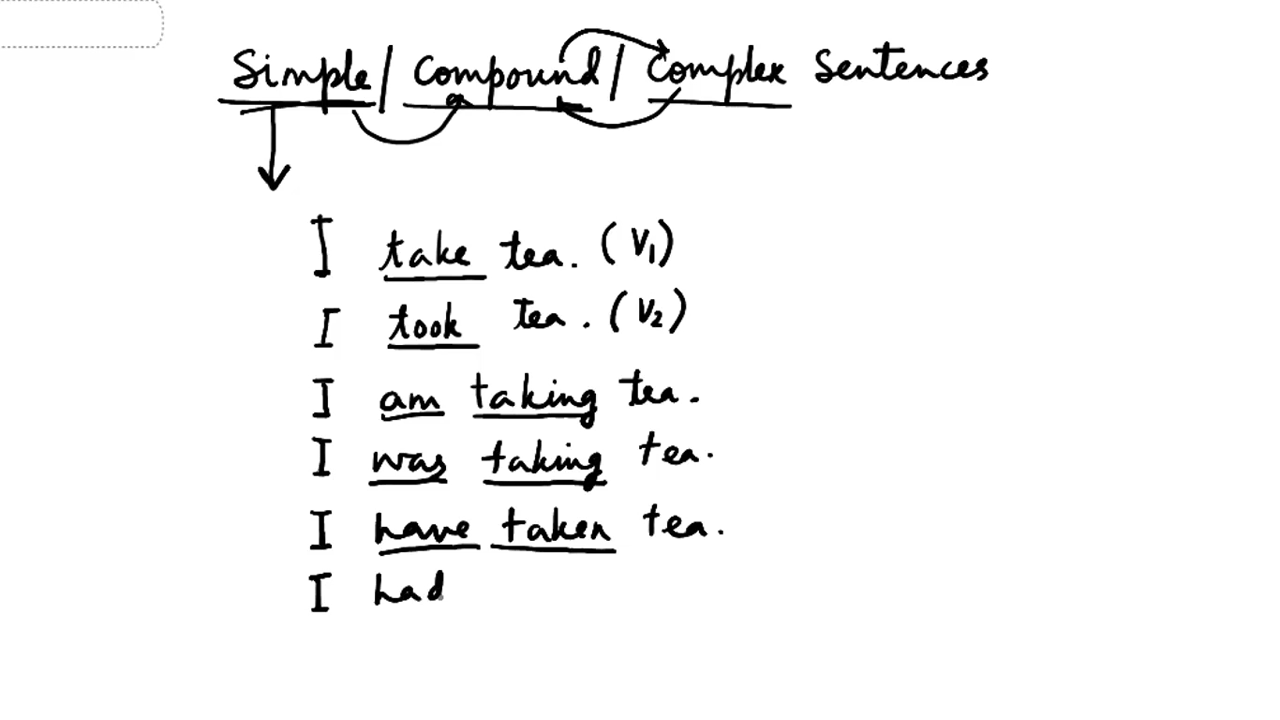 Simple / Compound / Complex Sentences
I take tea. (V1)
I took tea. (V2)
I am taking tea.
I was taking tea.
I have taken tea.
I had